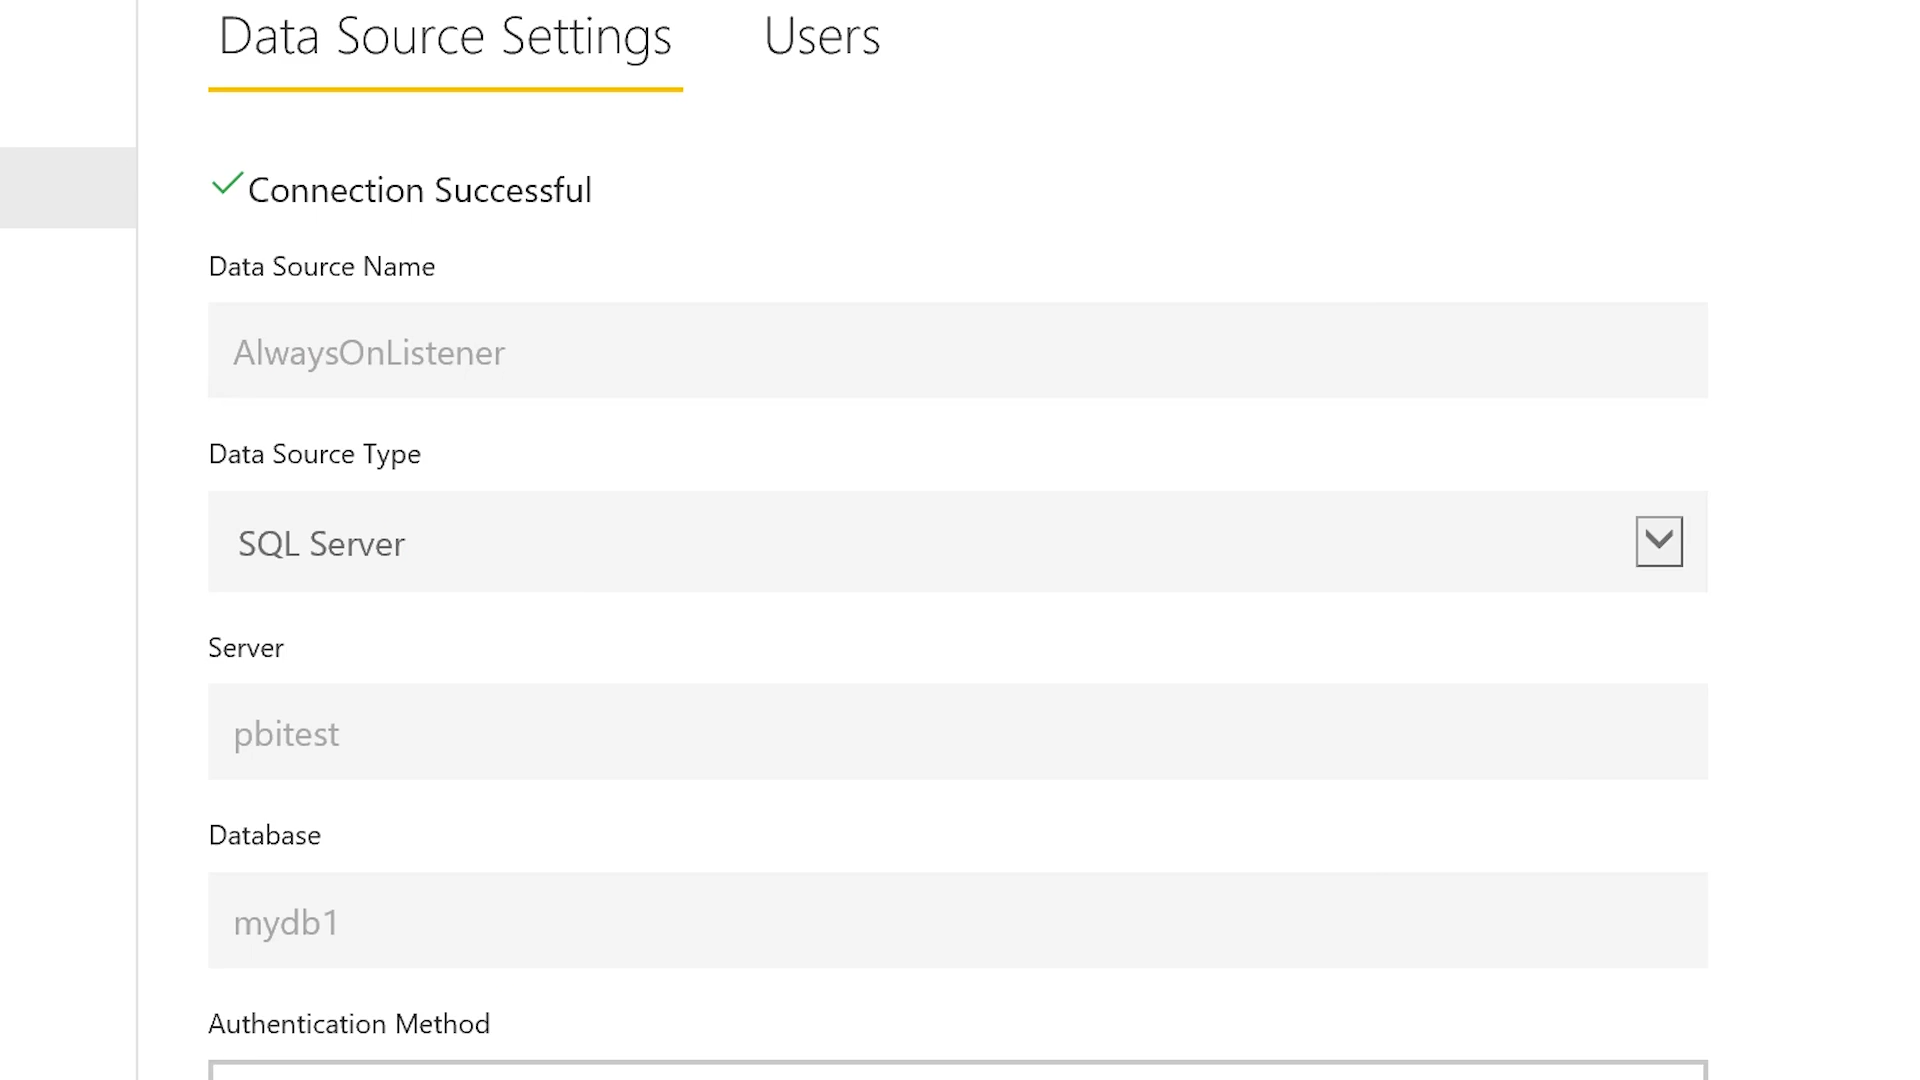 Data Source Settings Users
Connection Successful
Data Source Name
AlwaysOnListener
Data Source Type
SQL Server
Server
pbitest
Database
mydb1
Authentication Method